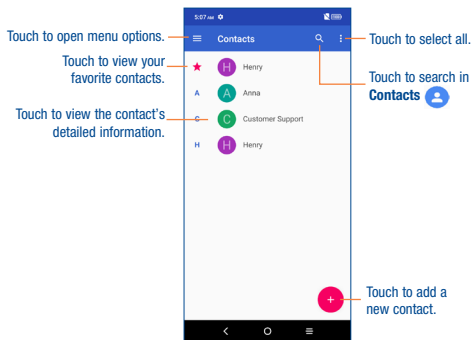 5:07 AM
Touch to open menu options.
Contacts
Touch to select all.
Touch to view your
favorite contacts.
H Henry
Touch to search in
Contacts
A A Anna
Touch to view the contact's
detailed information.
C C Customer Support
H H Henry
+
Touch to add a
new contact.